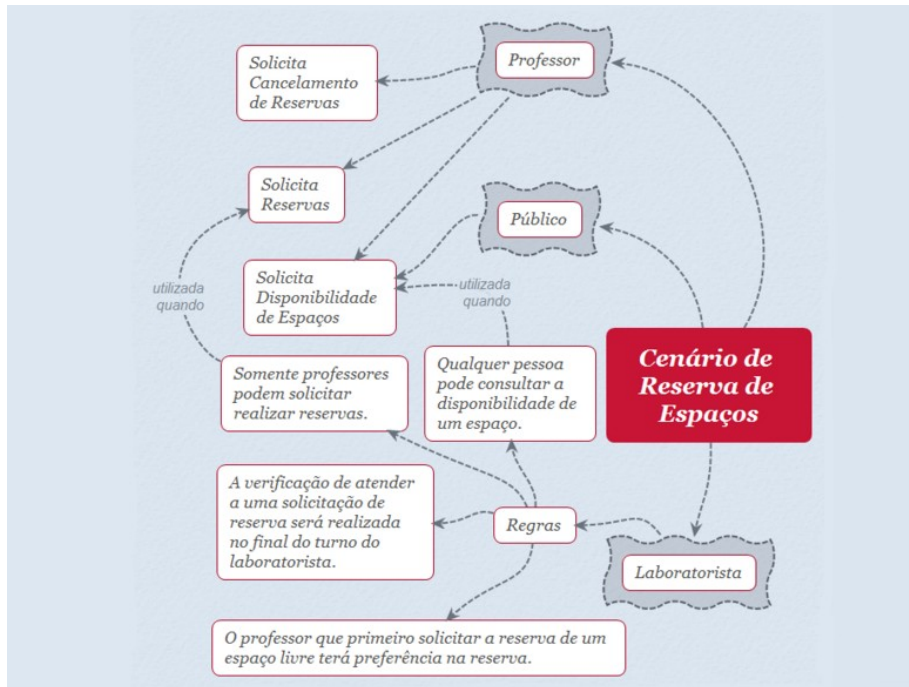 Professor
Solicita
Cancelamento
de Reservas
Solicita
Reservas
Público
Solicita
Disponibilidade
de Espaços
utilizada
quando
utilizada
quando
Cenário de
Reserva de
Espaços
Somente professores
podem solicitar
realizar reservas.
Qualquer pessoa
pode consultar a
disponibilidade de
um espaço.
A verificação de atender
a uma solicitação de
reserva será realizada
no final do turno do
laboratorista.
Regras
Laboratorista
O professor que primeiro solicitar a reserva de um
espaço livre terá preferência na reserva.